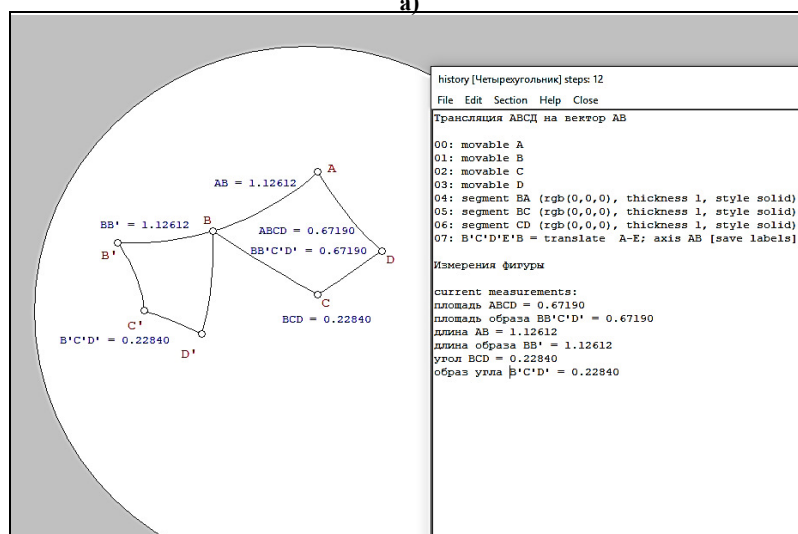 а)
A
AB = 1.12612
BB' = 1.12612
B
ABCD = 0.67190
BB'C'D' = 0.67190
B'
D
C
BCD = 0.22840
C'
B'C'D' = 0.22840
D'
history [Четырехугольник] steps: 12
File Edit Section Help Close
Трансляция АВСД на вектор АВ
00: movable A
01: movable B
02: movable C
03: movable D
04: segment BA (rgb(0,0,0), thickness 1, style solid)
05: segment BC (rgb(0,0,0), thickness 1, style solid)
06: segment CD (rgb(0,0,0), thickness 1, style solid)
07: B'C'D'E'B = translate A-E; axis AB [save labels]
Измерения фигуры
current measurements:
площадь ABCD = 0.67190
площадь образа BB'C'D' = 0.67190
длина AB = 1.12612
длина образа BB' = 1.12612
угол BCD = 0.22840
образ угла B'C'D' = 0.22840